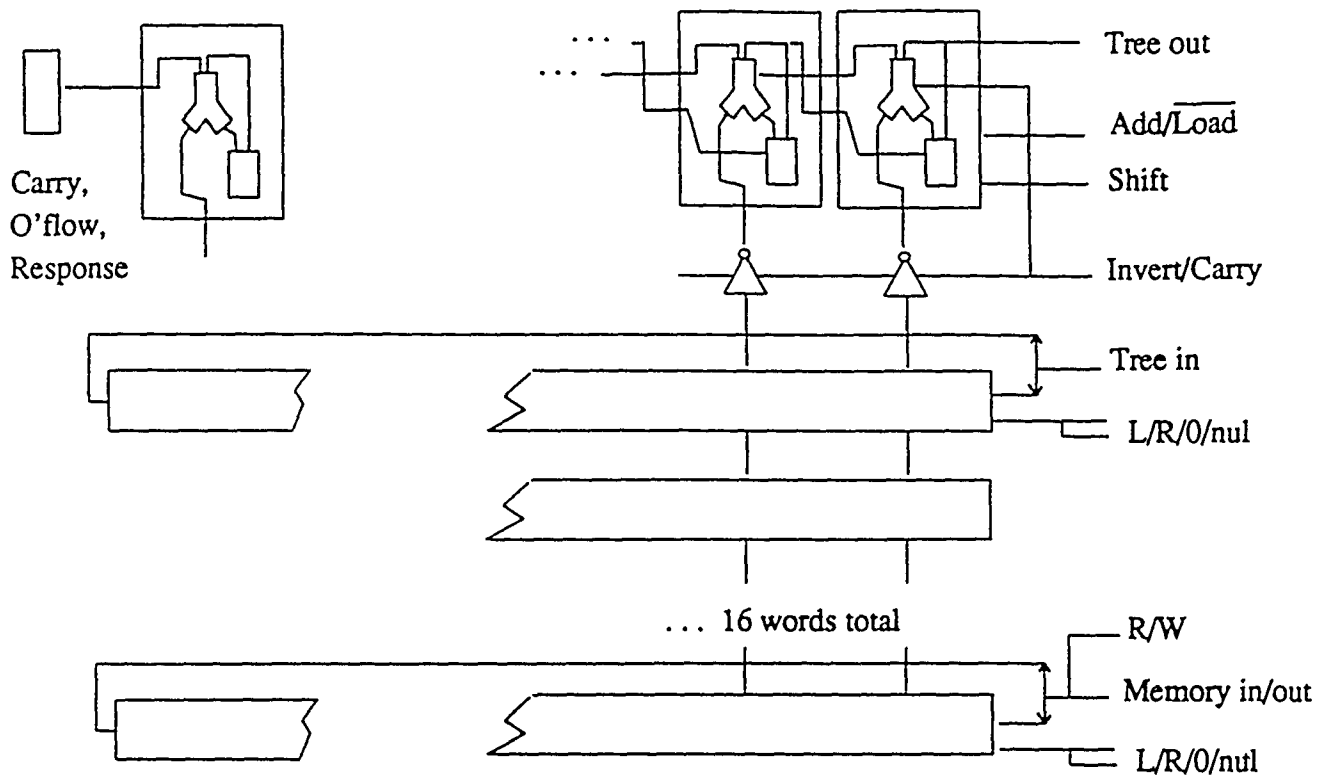 . . .
. . .
Tree out
Add/Load
Carry,
O'flow,
Response
Shift
Invert/Carry
Tree in
L/R/0/nul
. . . 16 words total
R/W
Memory in/out
L/R/0/nul